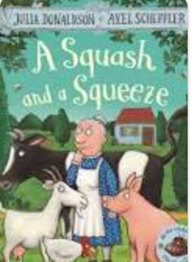 JULIA DONALDSON • AXEL SCHEFFLER
A Squash
and a Squeeze